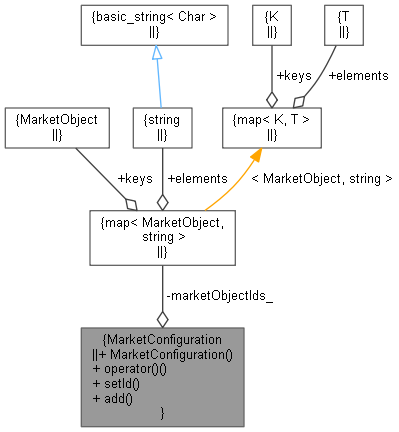 {basic_string< Char >
||}
{K
||}
{T
||}
+keys
+elements
{MarketObject
||}
{string
||}
{map< K, T >
||}
+keys
+elements
< MarketObject, string >
{map< MarketObject,
string >
||}
-marketObjectIds_
{MarketConfiguration
||+ MarketConfiguration()
+ operator()()
+ setId()
+ add()
}